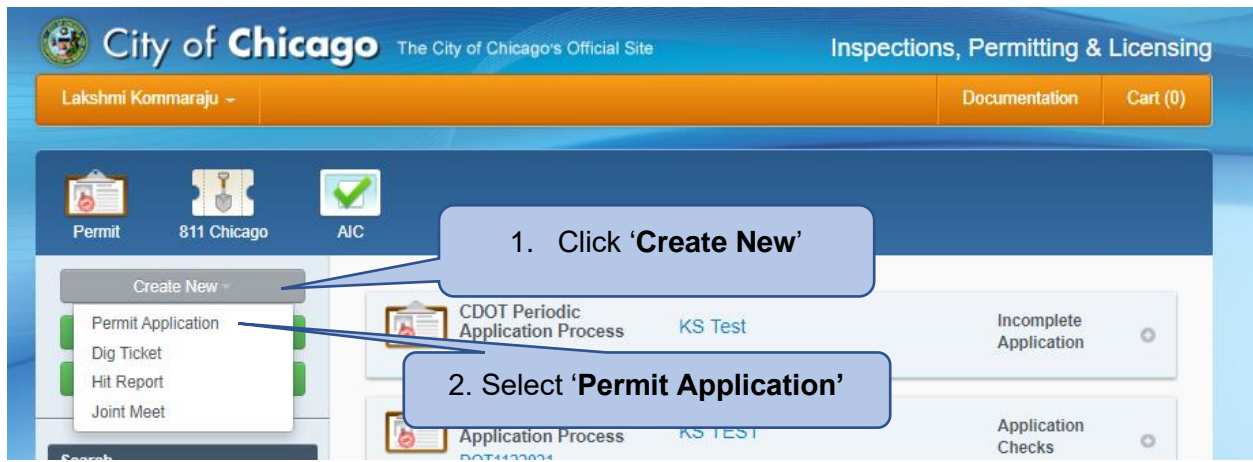 City of Chicago The City of Chicago's Official Site Inspections, Permitting & Licensing
Lakshmi Kommaraju Documentation Cart (0)
Permit 811 Chicago AIC
1. Click ‘Create New’
Create New
Permit Application
Dig Ticket
Hit Report
Joint Meet
CDOT Periodic
Application Process
KS Test
Incomplete
Application
2. Select ‘Permit Application’
Application Process
KS TEST
Application
Checks
DOT1122021
Search